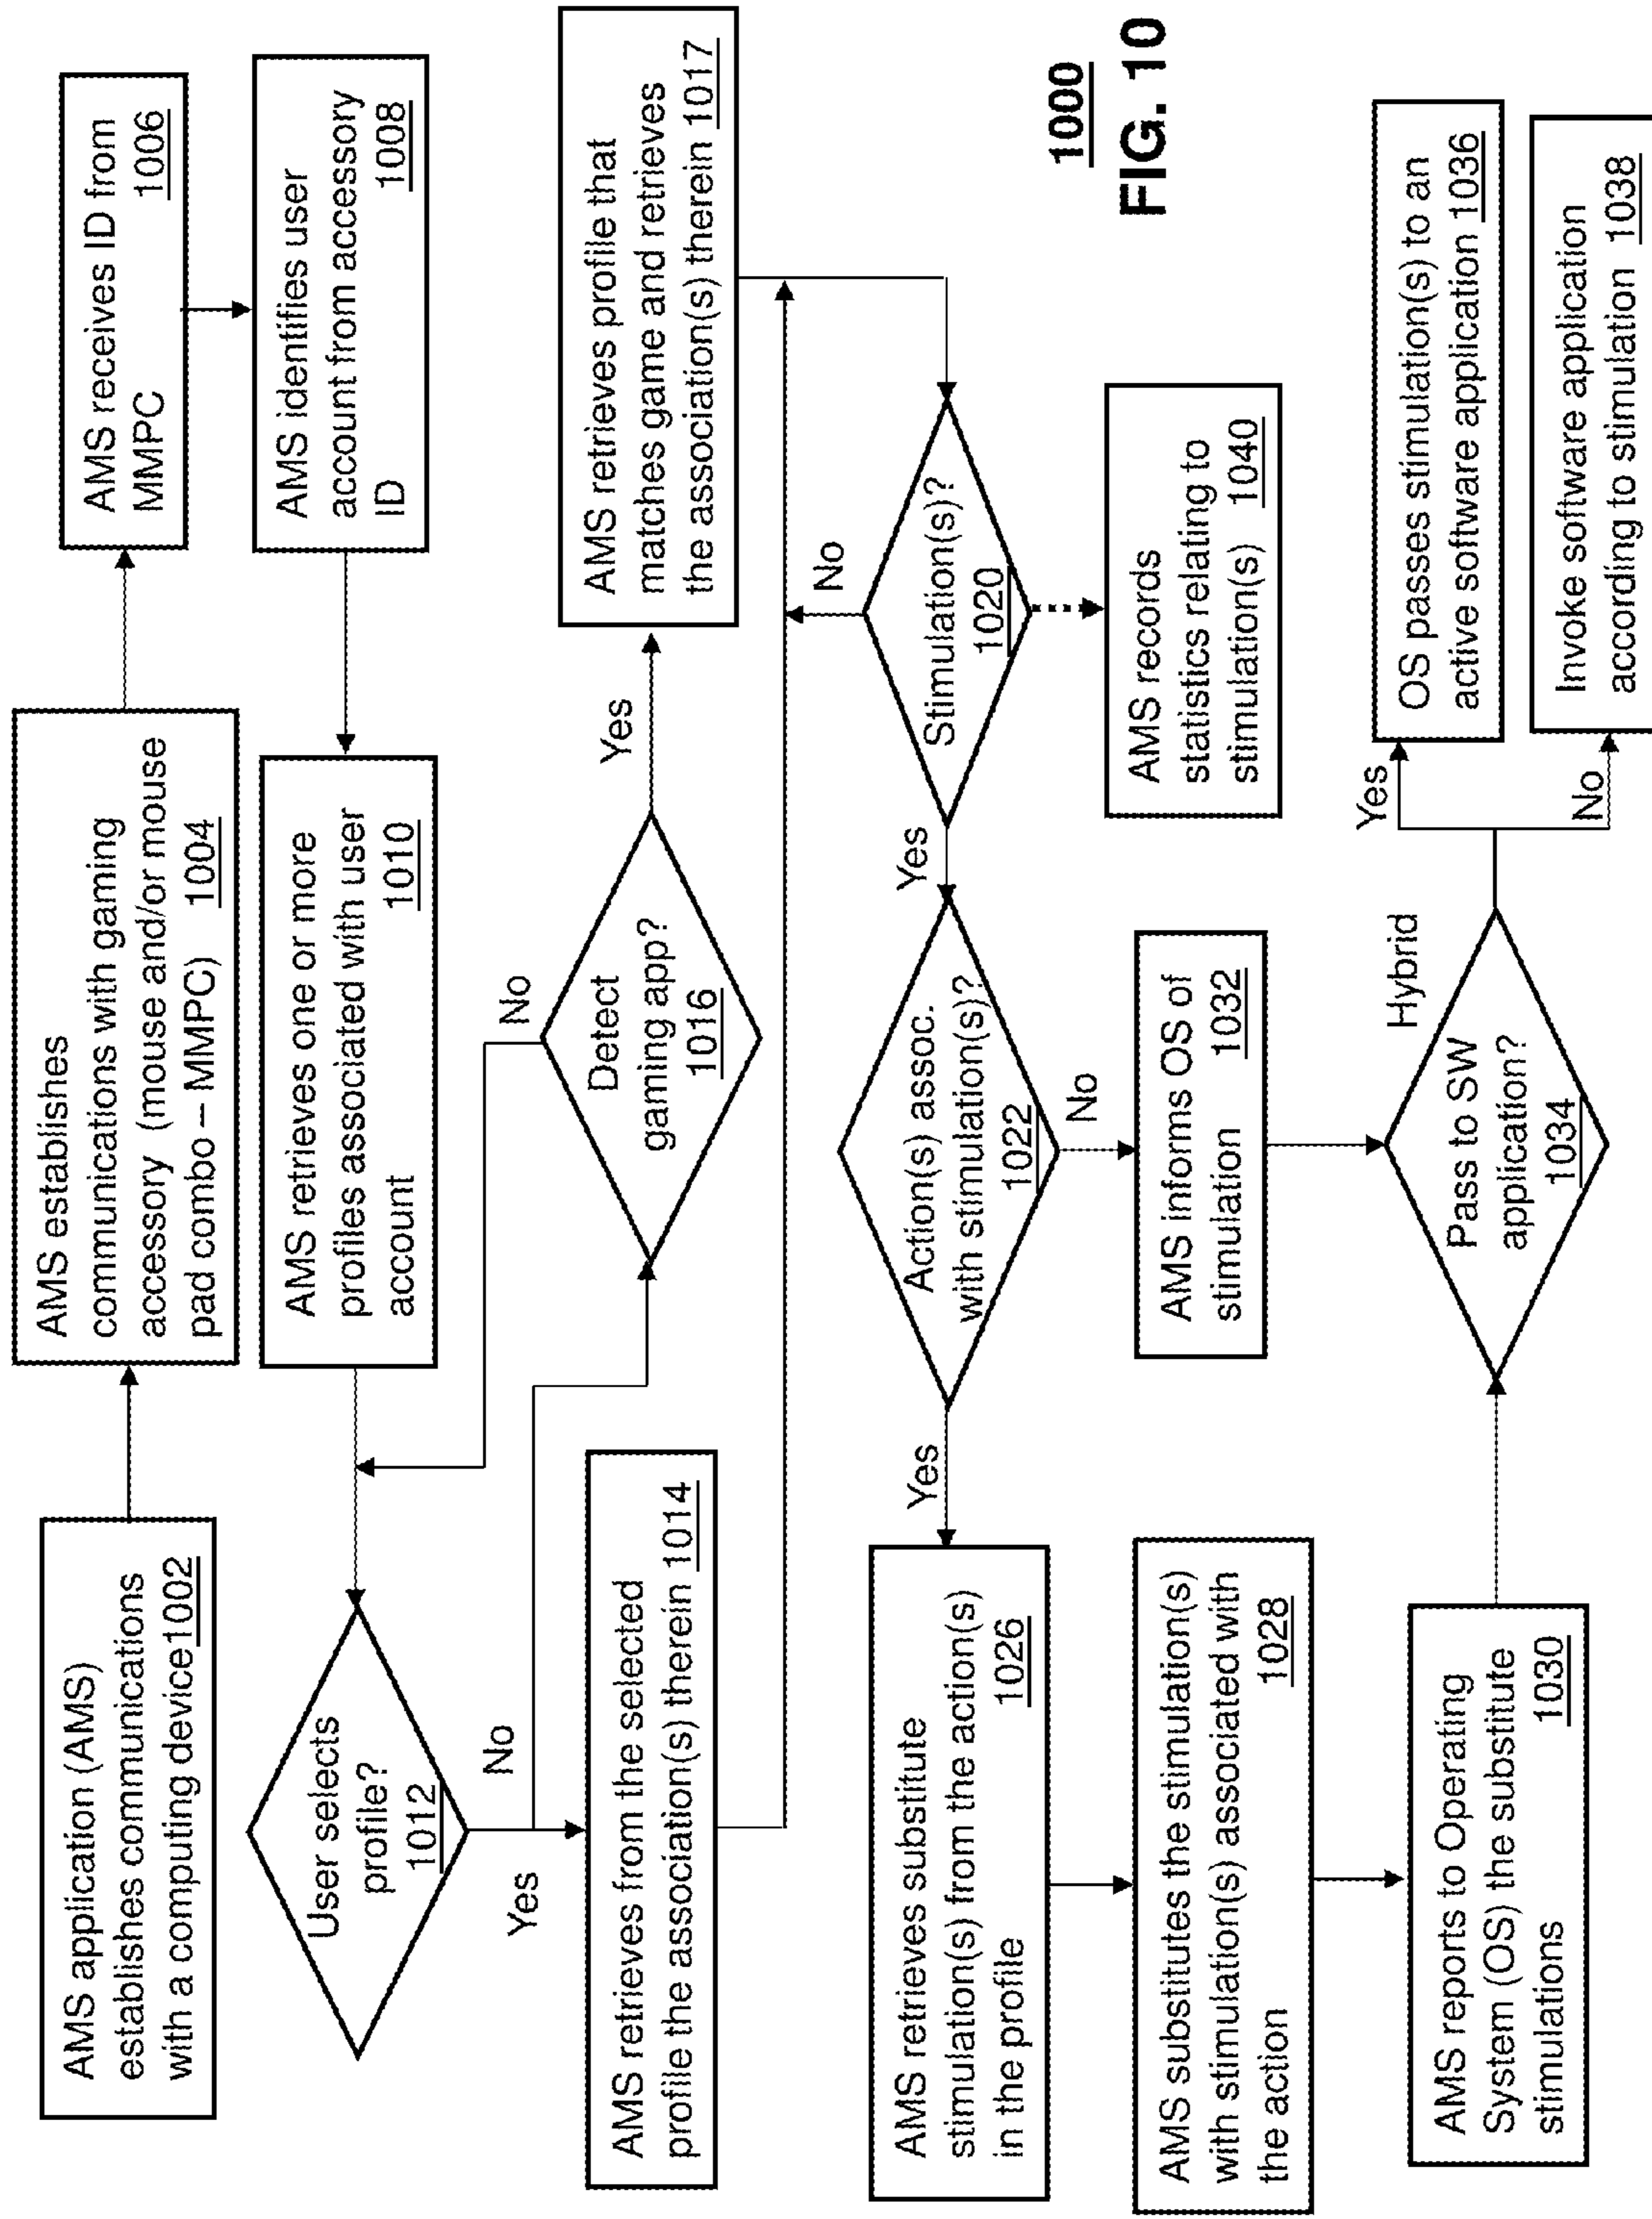 AMS application (AMS)
establishes communications
with a computing device1002
AMS establishes
communications with gaming
accessory (mouse and/or mouse
pad combo – MMPC) 1004
AMS receives ID from
MMPC 1006
AMS identifies user
account from accessory
ID 1008
AMS retrieves one or more
profiles associated with user
account 1010
User selects
profile?
1012
No
Yes
AMS retrieves from the selected
profile the association(s) therein 1014
Detect
gaming app?
1016
No
Yes
AMS retrieves profile that
matches game and retrieves
the association(s) therein 1017
Stimulation(s)?
1020
No
Yes
AMS records
statistics relating to
stimulation(s) 1040
Action(s) assoc.
with stimulation(s)?
1022
Yes
No
AMS retrieves substitute
stimulation(s) from the action(s)
in the profile 1026
AMS substitutes the stimulation(s)
with stimulation(s) associated with
the action 1028
AMS reports to Operating
System (OS) the substitute
stimulations 1030
AMS informs OS of
stimulation 1032
Pass to SW
application?
1034
Hybrid
Yes
No
OS passes stimulation(s) to an
active software application 1036
Invoke software application
according to stimulation 1038
1000
FIG. 10